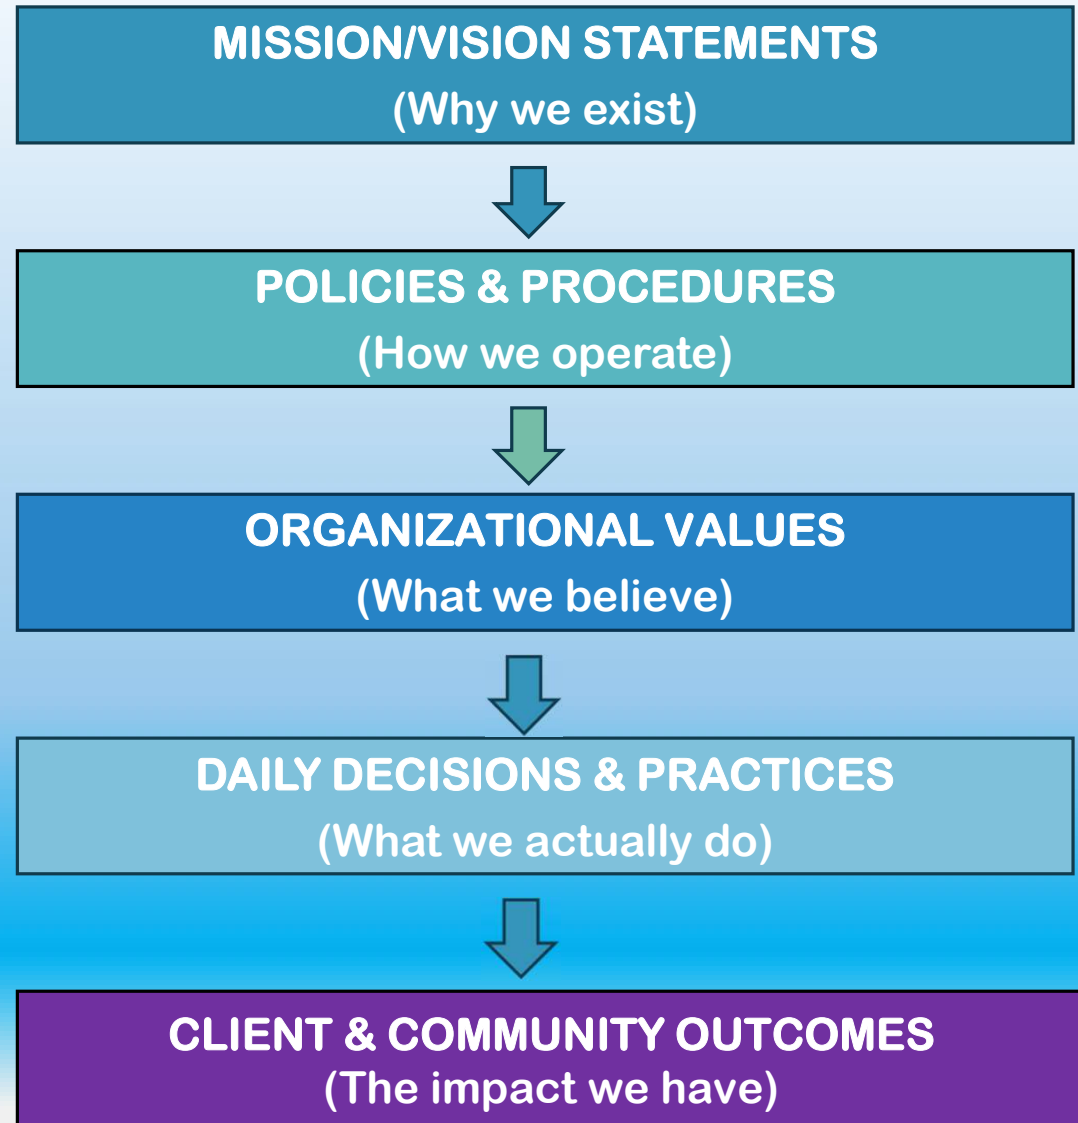 MISSION/VISION STATEMENTS
(Why we exist)
POLICIES & PROCEDURES
(How we operate)
ORGANIZATIONAL VALUES
(What we believe)
DAILY DECISIONS & PRACTICES
(What we actually do)
CLIENT & COMMUNITY OUTCOMES
(The impact we have)